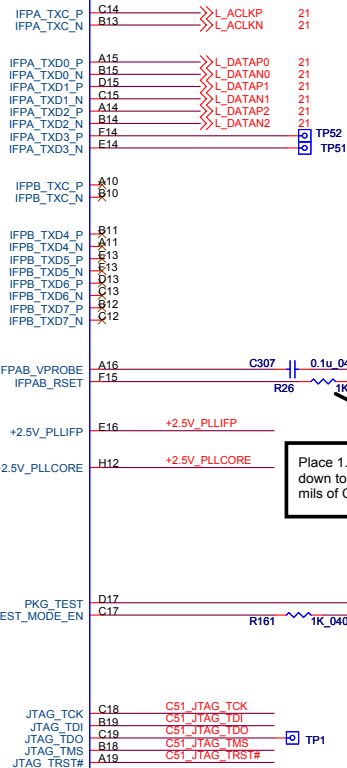 IFPA_TXC_P C14 L_ACLKP 21
IFPA_TXC_N B13 L_ACLKN 21
IFPA_TXD0_P A15 L_DATAP0 21
IFPA_TXD0_N B15 L_DATAN0 21
IFPA_TXD1_P D15 L_DATAP1 21
IFPA_TXD1_N C15 L_DATAN1 21
IFPA_TXD2_P A14 L_DATAP2 21
IFPA_TXD2_N B14 L_DATAN2 21
IFPA_TXD3_P F14 TP52
IFPA_TXD3_N E14 TP51
IFPB_TXC_P A10
IFPB_TXC_N B10
IFPB_TXD4_P B11
IFPB_TXD4_N A11
IFPB_TXD5_P E13
IFPB_TXD5_N F13
IFPB_TXD6_P D13
IFPB_TXD6_N C13
IFPB_TXD7_P B12
IFPB_TXD7_N C12
FPAB_VPROBE A16 C307 0.1u_04
IFPAB_RSET F15 R26 1K
+2.5V_PLLIFP E16 +2.5V_PLLIFP
2.5V_PLLCORE H12 +2.5V_PLLCORE
Place 1.
down to
mils of
PKG_TEST D17
EST_MODE_EN C17 R161 1K_040
JTAG_TCK C18 C51_JTAG_TCK
JTAG_TDI B19 C51_JTAG_TDI
JTAG_TDO C19 C51_JTAG_TDO TP1
JTAG_TMS B18 C51_JTAG_TMS
JTAG_TRST# A19 C51_JTAG_TRST#